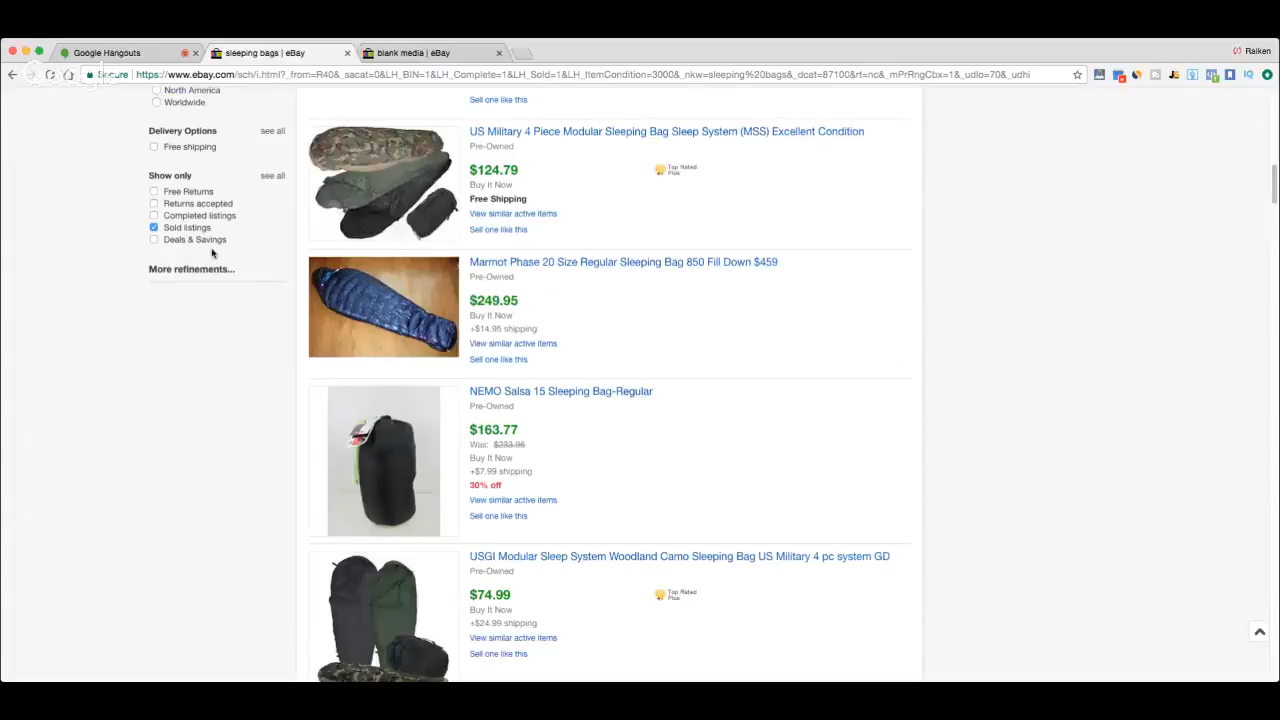 Google Hangouts
sleeping bags | eBay
blank media | eBay
Raiken
Secure
https://www.ebay.com/sch/i.html?_from=R40&_sacat=0&LH_BIN=1&LH_Complete=1&LH_Sold=1&LH_ItemCondition=3000&_nkw=sleeping%20bags&_dcat=87100&rt=nc&_mPrRngCbx=1&_udlo=70&_udhi
North America
Worldwide
Delivery Options see all
Free shipping
Show only see all
Free Returns
Returns accepted
Completed listings
Sold listings
Deals & Savings
More refinements...
Sell one like this
US Military 4 Piece Modular Sleeping Bag Sleep System (MSS) Excellent Condition
Pre-Owned
$124.79
Top Rated
Plus
Buy It Now
Free Shipping
View similar active items
Sell one like this
Marmot Phase 20 Size Regular Sleeping Bag 850 Fill Down $459
Pre-Owned
$249.95
Buy It Now
+$14.95 shipping
View similar active items
Sell one like this
NEMO Salsa 15 Sleeping Bag-Regular
Pre-Owned
$163.77
Was: $233.96
Buy It Now
+$7.99 shipping
30% off
View similar active items
Sell one like this
USGI Modular Sleep System Woodland Camo Sleeping Bag US Military 4 pc system GD
Pre-Owned
$74.99
Top Rated
Plus
Buy It Now
+$24.99 shipping
View similar active items
Sell one like this